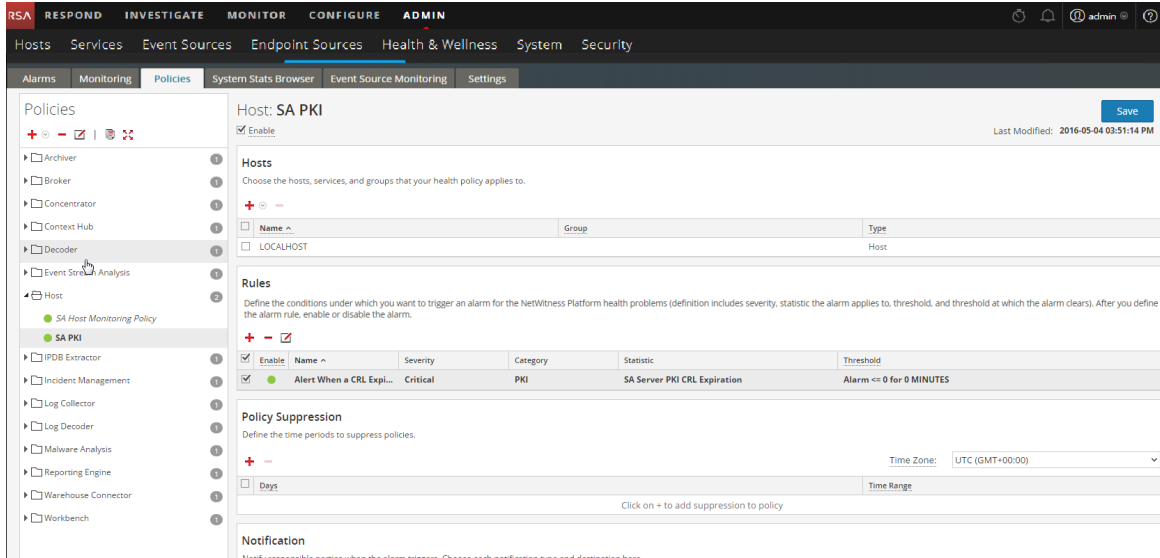 RSA RESPOND INVESTIGATE MONITOR CONFIGURE ADMIN admin ?
Hosts Services Event Sources Endpoint Sources Health & Wellness System Security
Alarms Monitoring Policies System Stats Browser Event Source Monitoring Settings
Policies
Archiver 1
Broker 1
Concentrator 1
Context Hub 1
Decoder 1
Event Stream Analysis 1
Host 2
SA Host Monitoring Policy
SA PKI
IPDB Extractor 1
Incident Management 1
Log Collector 1
Log Decoder 1
Malware Analysis 1
Reporting Engine 1
Warehouse Connector 1
Workbench 1
Host: SA PKI
Save
Enable
Last Modified: 2016-05-04 03:51:14 PM
Hosts
Choose the hosts, services, and groups that your health policy applies to.
Name Group Type
LOCALHOST Host
Rules
Define the conditions under which you want to trigger an alarm for the NetWitness Platform health problems (definition includes severity, statistic the alarm applies to, threshold, and threshold at which the alarm clears). After you define
the alarm rule, enable or disable the alarm.
Enable Name Severity Category Statistic Threshold
Alert When a CRL Expi... Critical PKI SA Server PKI CRL Expiration Alarm <= 0 for 0 MINUTES
Policy Suppression
Define the time periods to suppress policies.
Time Zone: UTC (GMT+00:00)
Days Time Range
Click on + to add suppression to policy
Notification